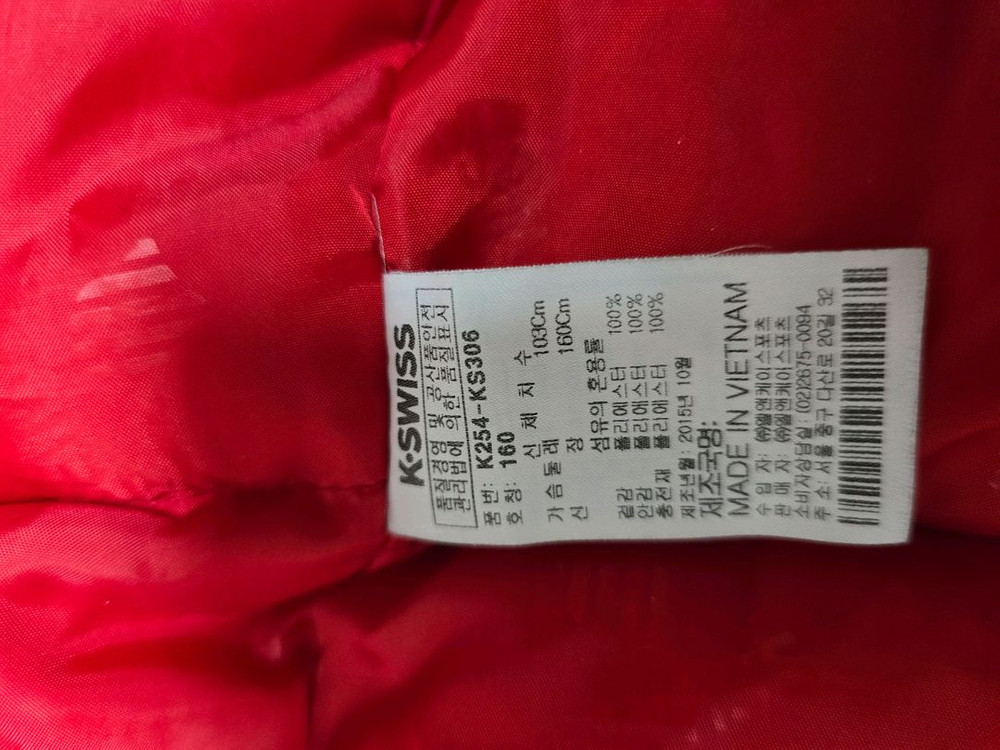 K·SWISS
품질경영 및 공산품안전
관리법에 의한 품질표시
품번: K254-KS306
호칭: 160
신 체 치 수
가슴둘레 103Cm
신 장 160Cm
섬유의 혼용률
겉감 폴리에스터 100%
안감 폴리에스터 100%
충전재 폴리에스터 100%
제조년월: 2015년 10월
제조국명:
MADE IN VIETNAM
수 입 자: ㈜엘앤케이스포츠
판 매 자: ㈜엘앤케이스포츠
소비자상담실: (02)2675-0094
주 소: 서울 중구 다산로 20길 32